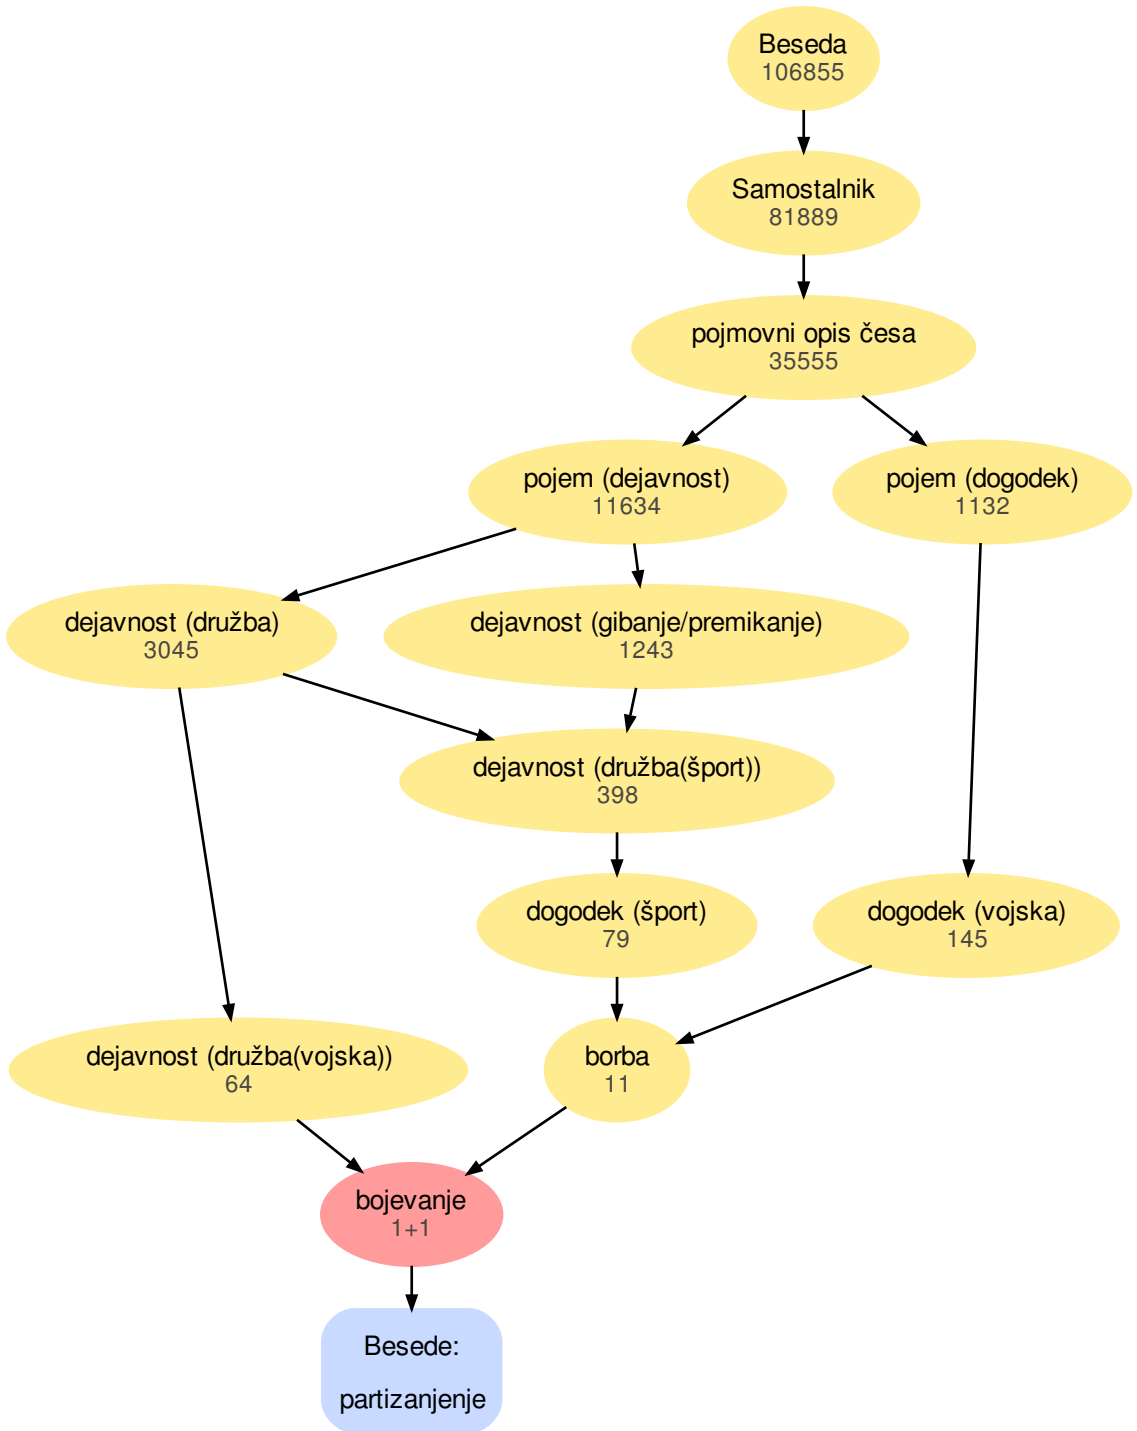 Beseda
106855
Samostalnik
81889
pojmovni opis česa
35555
pojem (dejavnost)
11634
pojem (dogodek)
1132
dejavnost (družba)
3045
dejavnost (gibanje/premikanje)
1243
dejavnost (družba(šport))
398
dogodek (šport)
79
dogodek (vojska)
145
dejavnost (družba(vojska))
64
borba
11
bojevanje
1+1
Besede:
partizanjenje